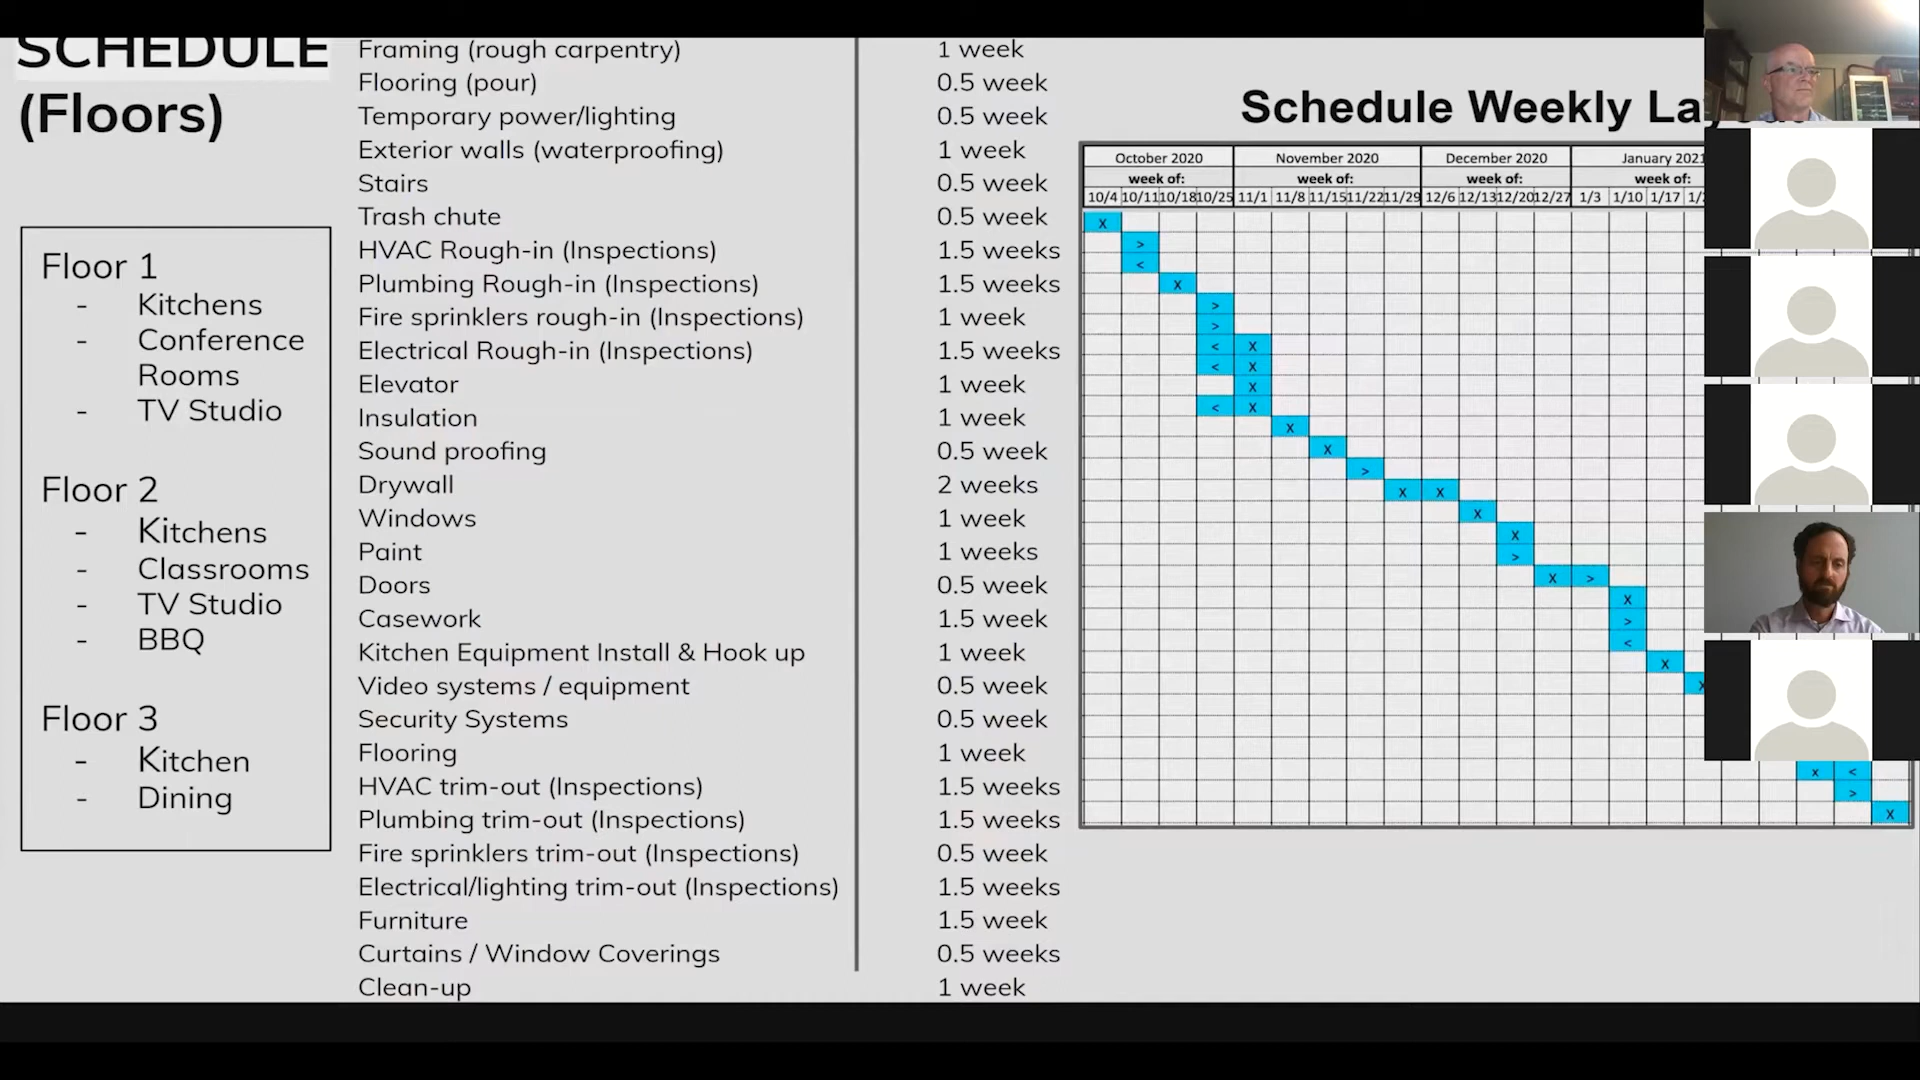 SCHEDULE
(Floors)
Floor 1
- Kitchens
- Conference
Rooms
- TV Studio
Floor 2
- Kitchens
- Classrooms
- TV Studio
- BBQ
Floor 3
- Kitchen
- Dining
Framing (rough carpentry) 1 week
Flooring (pour) 0.5 week
Temporary power/lighting 0.5 week
Exterior walls (waterproofing) 1 week
Stairs 0.5 week
Trash chute 0.5 week
HVAC Rough-in (Inspections) 1.5 weeks
Plumbing Rough-in (Inspections) 1.5 weeks
Fire sprinklers rough-in (Inspections) 1 week
Electrical Rough-in (Inspections) 1.5 weeks
Elevator 1 week
Insulation 1 week
Sound proofing 0.5 week
Drywall 2 weeks
Windows 1 week
Paint 1 weeks
Doors 0.5 week
Casework 1.5 week
Kitchen Equipment Install & Hook up 1 week
Video systems / equipment 0.5 week
Security Systems 0.5 week
Flooring 1 week
HVAC trim-out (Inspections) 1.5 weeks
Plumbing trim-out (Inspections) 1.5 weeks
Fire sprinklers trim-out (Inspections) 0.5 week
Electrical/lighting trim-out (Inspections) 1.5 weeks
Furniture 1.5 week
Curtains / Window Coverings 0.5 weeks
Clean-up 1 week
Schedule Weekly
October 2020 November 2020 December 2020 January 2021
week of: week of: week of: week of:
10/4 10/11 10/18 10/25 11/1 11/8 11/15 11/22 11/29 12/6 12/13 12/20 12/27 1/3 1/10 1/17
x
>
<
x
>
>
< x
< x
x
< x
x
x
>
x x
x
x
>
x >
x
>
<
x
x
x <
>
x